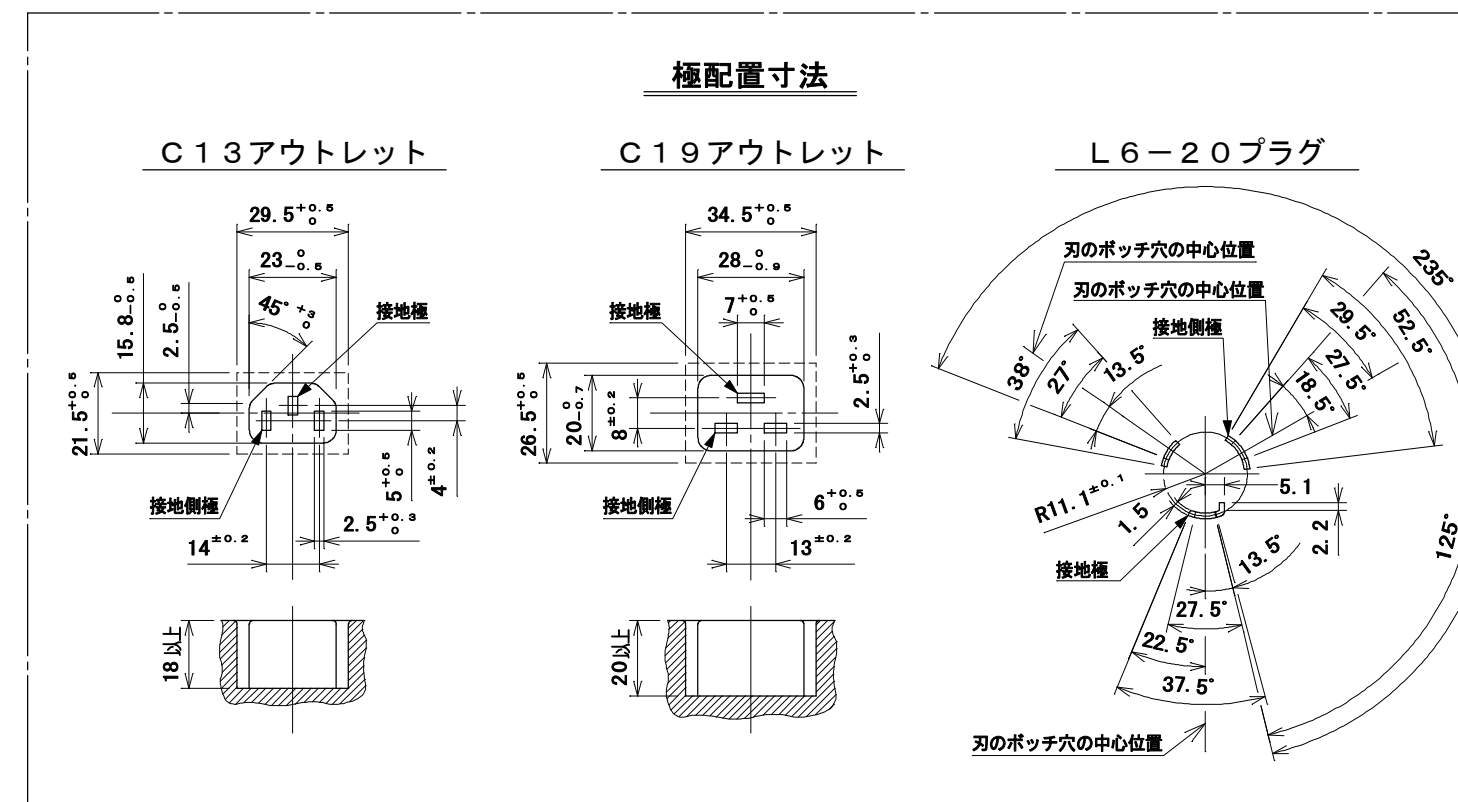 極配置寸法
C13アウトレット
29.5 +0.5 0
23 0 -0.5
45° +3 0
接地極
15.8 0 -0.5
2.5 0 -0.5
21.5 +0.5 0
接地側極
14 ±0.2
2.5 +0.3 0
5 +0.5 0
4 ±0.2
18以上
C19アウトレット
34.5 +0.5 0
28 0 -0.9
7 +0.5 0
接地極
26.5 +0.5 0
20 0 -0.7
8 ±0.2
2.5 +0.3 0
接地側極
6 +0.5 0
13 ±0.2
20以上
L6－20プラグ
刃のボッチ穴の中心位置
刃のボッチ穴の中心位置
接地側極
235°
52.5°
29.5°
27.5°
18.5°
38°
27°
13.5°
R11.1 ±0.1
1.5
5.1
2.2
接地極
13.5°
27.5°
22.5°
37.5°
125°
刃のボッチ穴の中心位置